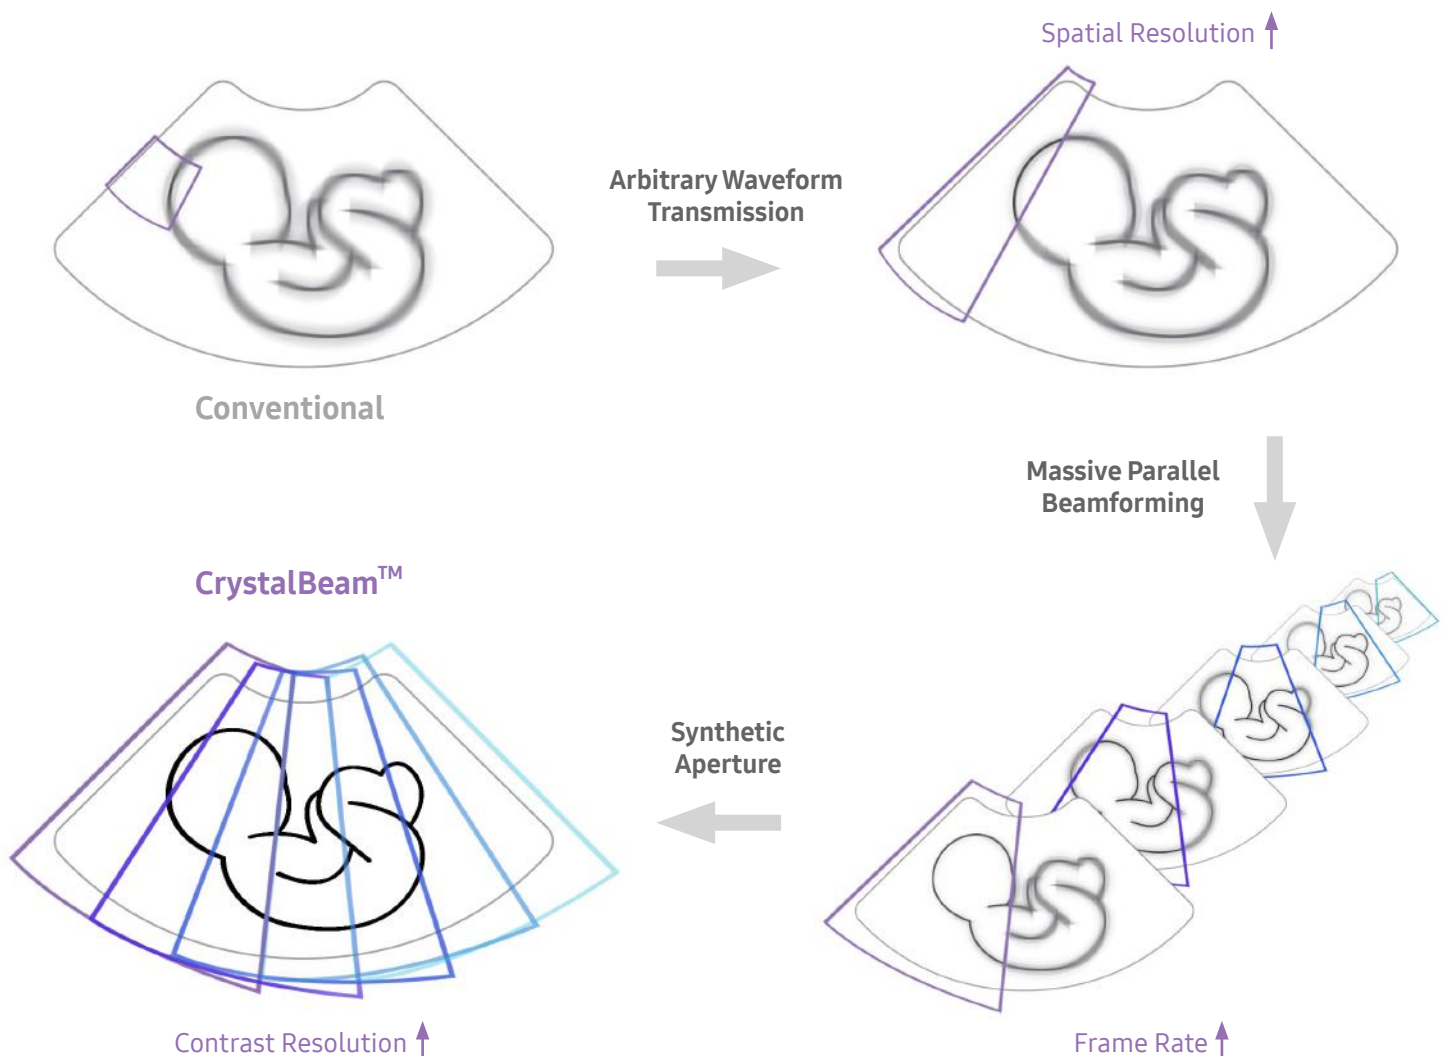 Spatial Resolution
Arbitrary Waveform
Transmission
Conventional
Massive Parallel
Beamforming
CrystalBeam™
Synthetic
Aperture
Contrast Resolution
Frame Rate